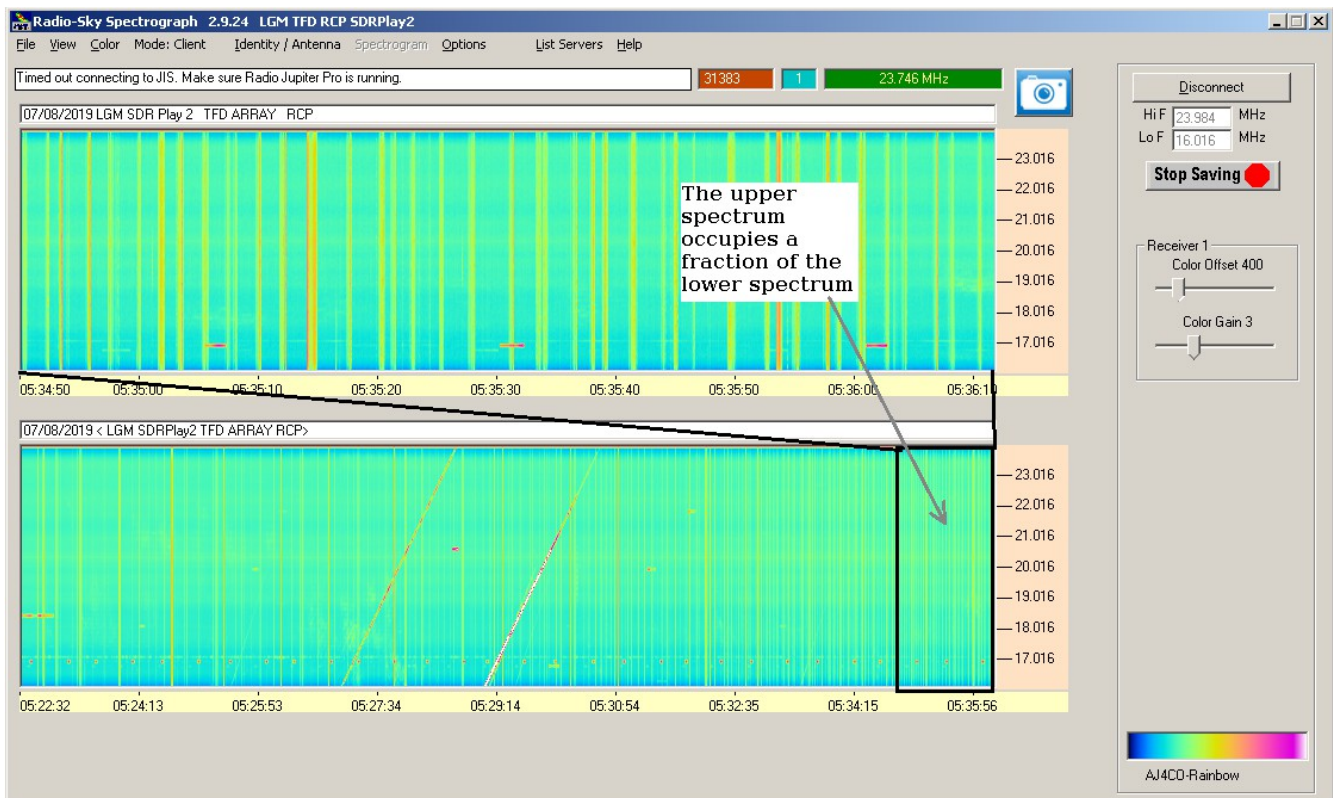 Radio-Sky Spectrograph 2.9.24 LGM TFD RCP SDRPlay2
File View Color Mode: Client Identity / Antenna Spectrogram Options List Servers Help
Timed out connecting to JIS. Make sure Radio Jupiter Pro is running.
31383
1
23.746 MHz
07/08/2019 LGM SDR Play 2 TFD ARRAY RCP
23.016
22.016
21.016
20.016
19.016
18.016
17.016
The upper
spectrum
occupies a
fraction of the
lower spectrum
05:34:50 05:35:00 05:35:10 05:35:20 05:35:30 05:35:40 05:35:50 05:36:00 05:36:10
07/08/2019 < LGM SDRPlay2 TFD ARRAY RCP>
23.016
22.016
21.016
20.016
19.016
18.016
17.016
05:22:32 05:24:13 05:25:53 05:27:34 05:29:14 05:30:54 05:32:35 05:34:15 05:35:56
Disconnect
Hi F 23.984 MHz
Lo F 16.016 MHz
Stop Saving
Receiver 1
Color Offset 400
Color Gain 3
AJ4CO-Rainbow